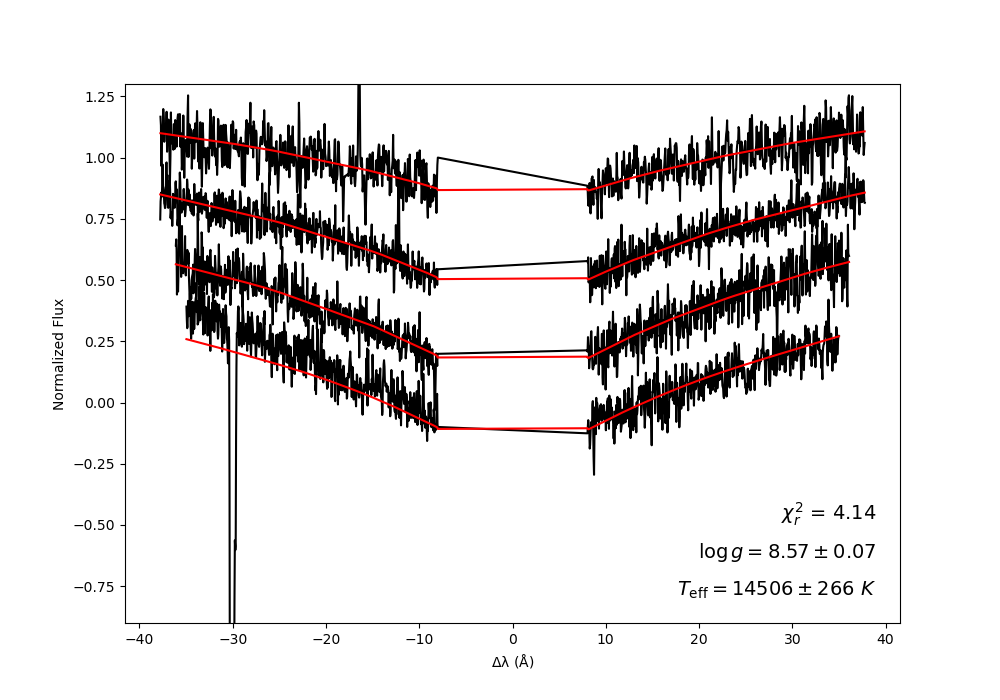 1.25
1.00
0.75
0.50
0.25
0.00
−0.25
−0.50
−0.75
Normalized Flux
χ²ᵣ = 4.14
log g = 8.57 ± 0.07
T_eff = 14506 ± 266 K
−40 −30 −20 −10 0 10 20 30 40
Δλ (Å)